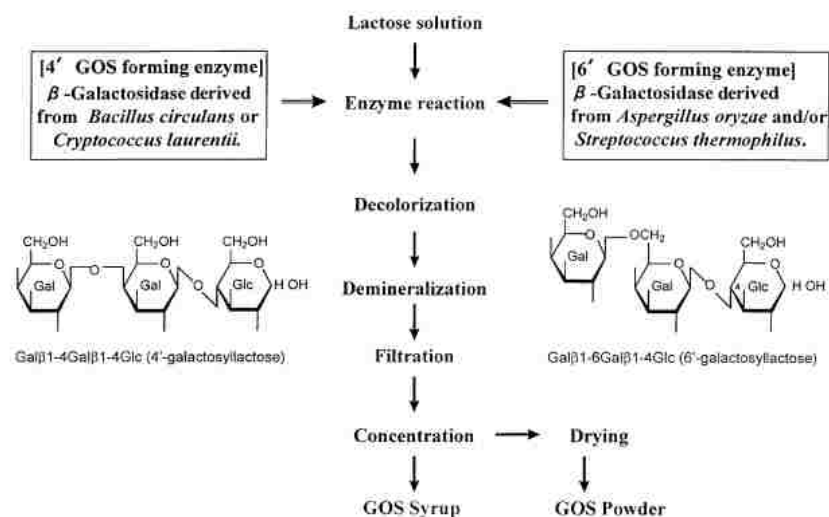 Lactose solution
[4′ GOS forming enzyme]
β -Galactosidase derived
from Bacillus circulans or
Cryptococcus laurentii.
Enzyme reaction
[6′ GOS forming enzyme]
β -Galactosidase derived
from Aspergillus oryzae and/or
Streptococcus thermophilus.
Decolorization
CH₂OH
CH₂OH
CH₂OH
O
O
O
O
O
H OH
Gal
Gal
Glc
Galβ1-4Galβ1-4Glc (4'-galactosyllactose)
Demineralization
CH₂OH
O
OCH₂
Gal
O
CH₂OH
O
O
Gal
4
Glc
H OH
Galβ1-6Galβ1-4Glc (6'-galactosyllactose)
Filtration
Concentration
Drying
GOS Syrup
GOS Powder